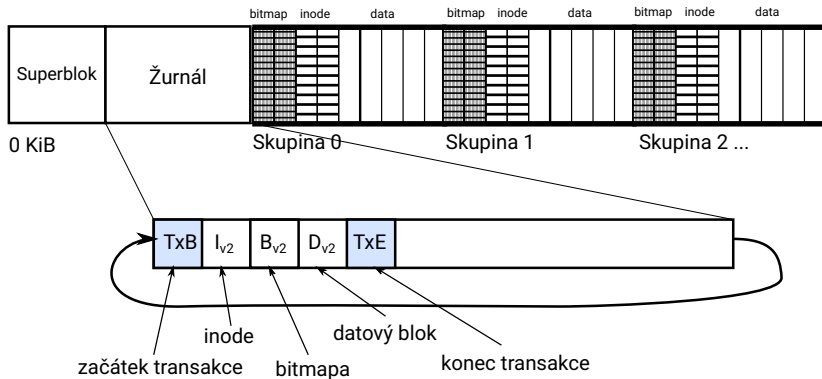 bitmap inode data bitmap inode data bitmap inode data
Superblok Žurnál
0 KiB Skupina 0 Skupina 1 Skupina 2 ...
TxB Iv2 Bv2 Dv2 TxE
inode datový blok
začátek transakce bitmapa konec transakce